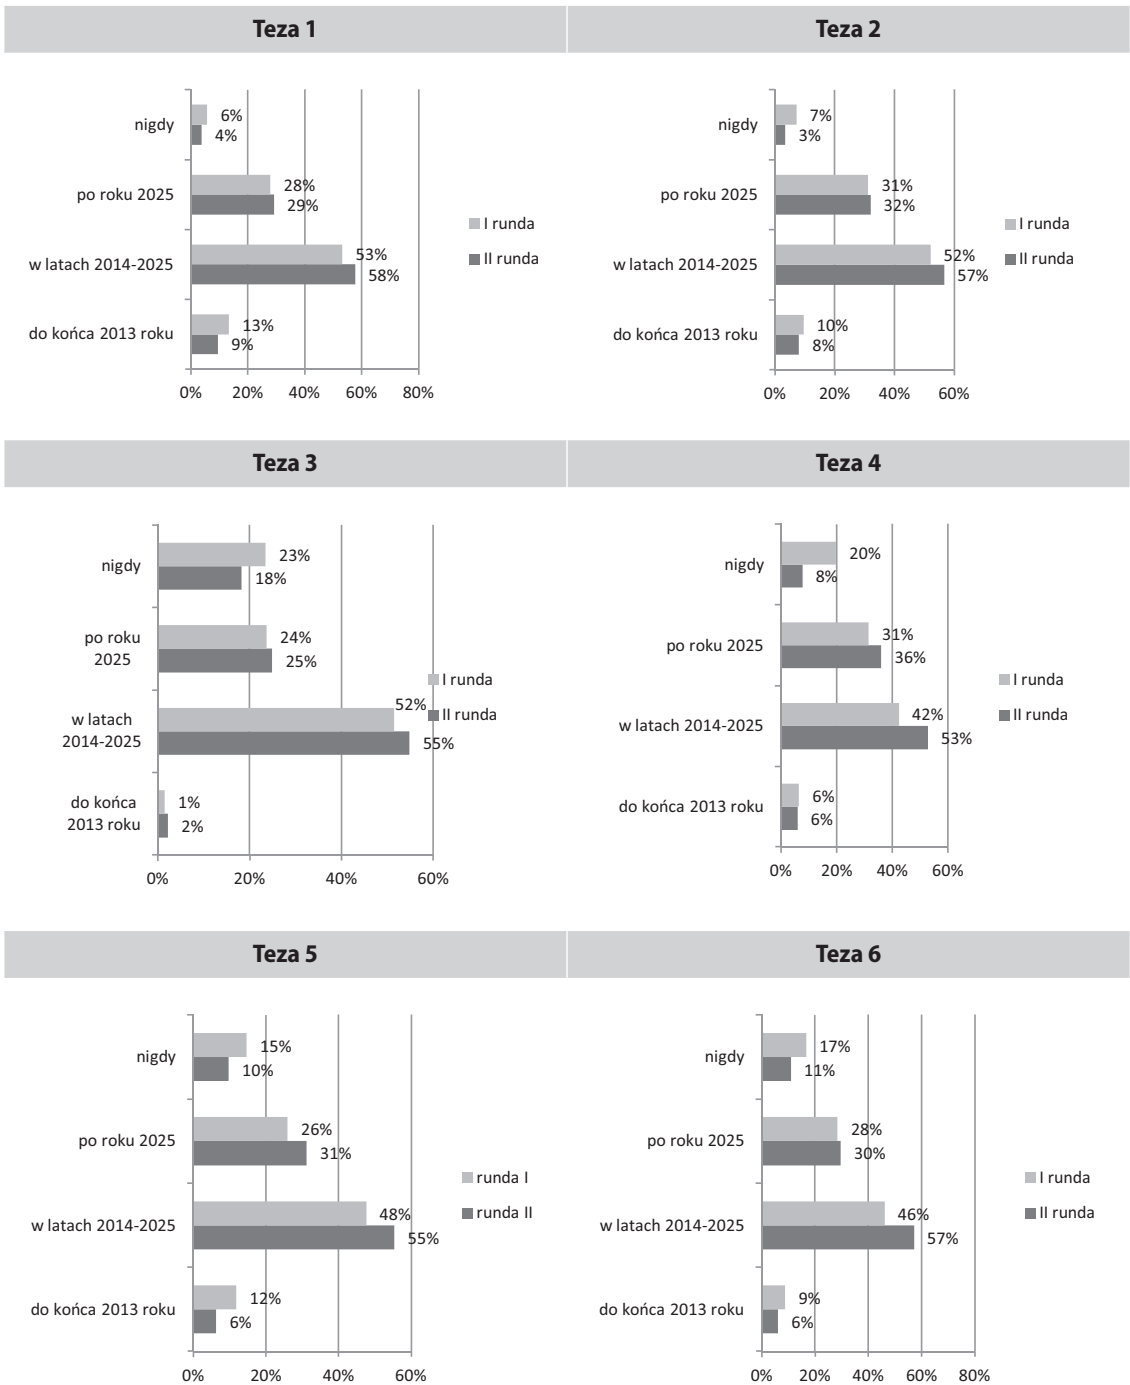 Teza 1
Teza 2
nigdy
6%
4%
po roku 2025
28%
29%
w latach 2014-2025
53%
58%
do końca 2013 roku
13%
9%
0% 20% 40% 60% 80%
I runda
II runda
nigdy
7%
3%
po roku 2025
31%
32%
w latach 2014-2025
52%
57%
do końca 2013 roku
10%
8%
0% 20% 40% 60%
I runda
II runda
Teza 3
Teza 4
nigdy
23%
18%
po roku
2025
24%
25%
w latach
2014-2025
52%
55%
do końca
2013 roku
1%
2%
0% 20% 40% 60%
I runda
II runda
nigdy
20%
8%
po roku 2025
31%
36%
w latach 2014-2025
42%
53%
do końca 2013 roku
6%
6%
0% 20% 40% 60%
I runda
II runda
Teza 5
Teza 6
nigdy
15%
10%
po roku 2025
26%
31%
w latach 2014-2025
48%
55%
do końca 2013 roku
12%
6%
0% 20% 40% 60%
runda I
runda II
nigdy
17%
11%
po roku 2025
28%
30%
w latach 2014-2025
46%
57%
do końca 2013 roku
9%
6%
0% 20% 40% 60% 80%
I runda
II runda